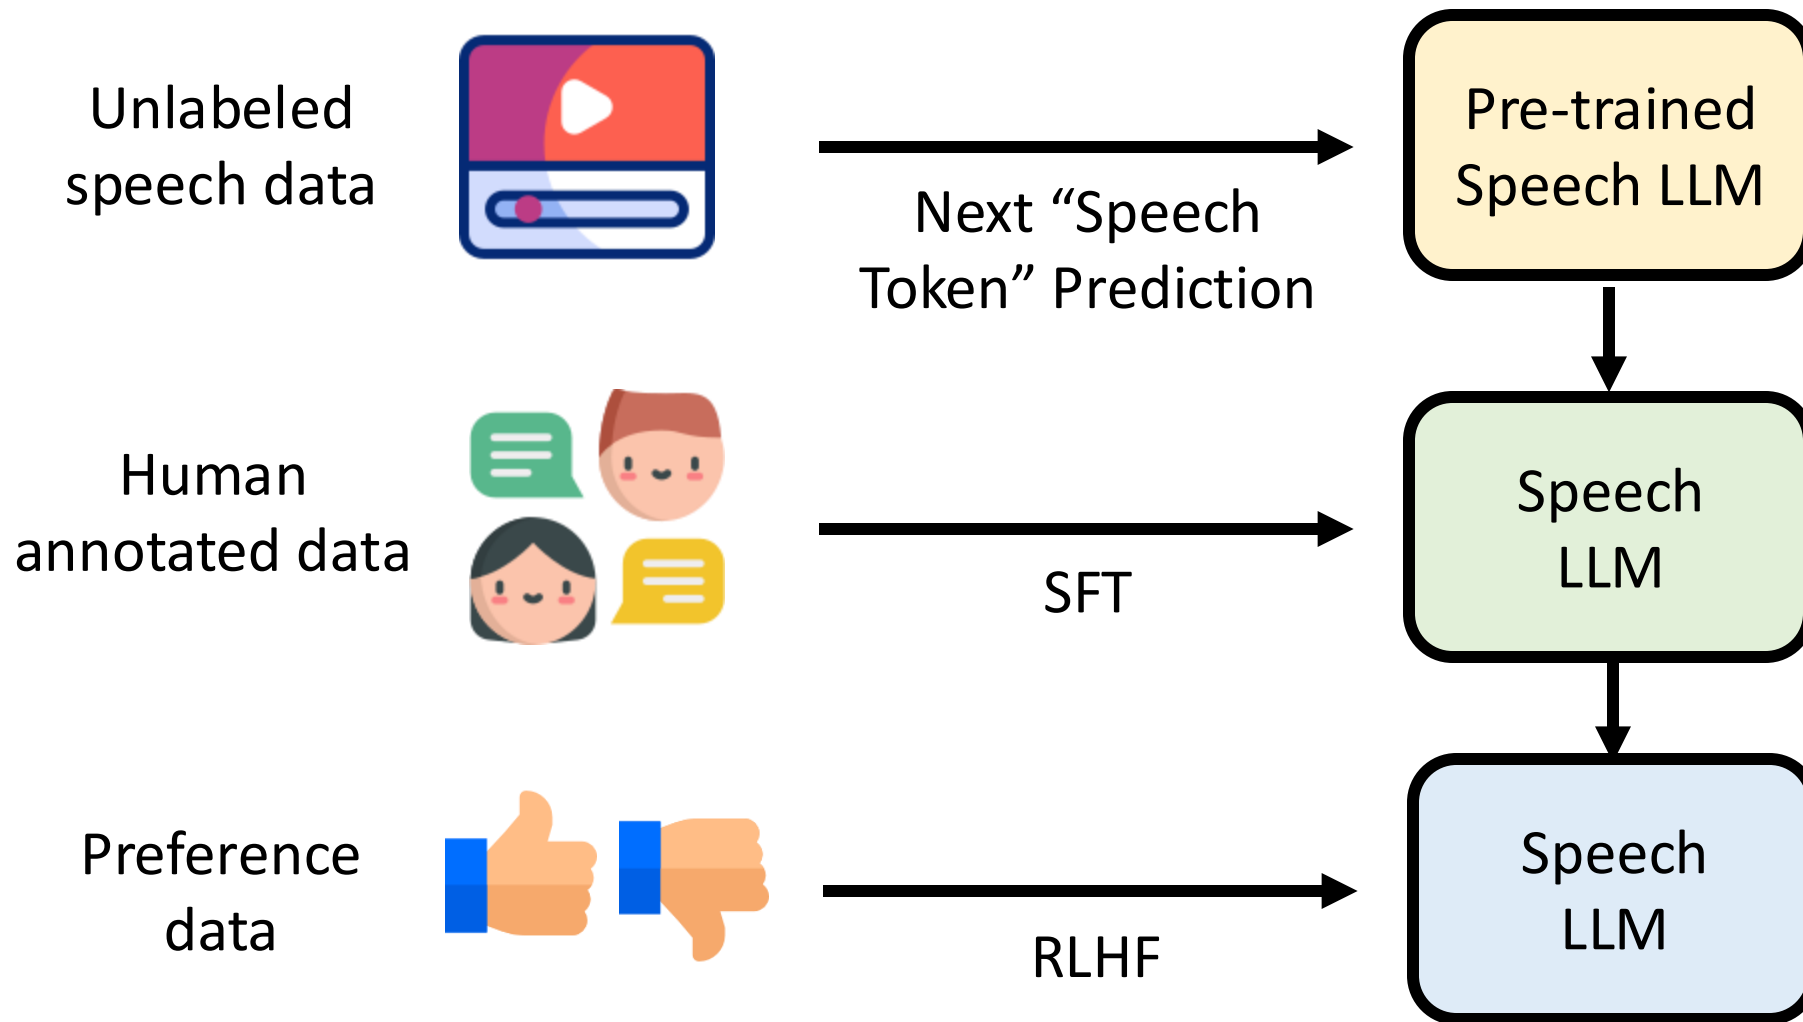 Unlabeled
speech data
Next “Speech
Token” Prediction
Pre-trained
Speech LLM
Human
annotated data
SFT
Speech
LLM
Preference
data
RLHF
Speech
LLM